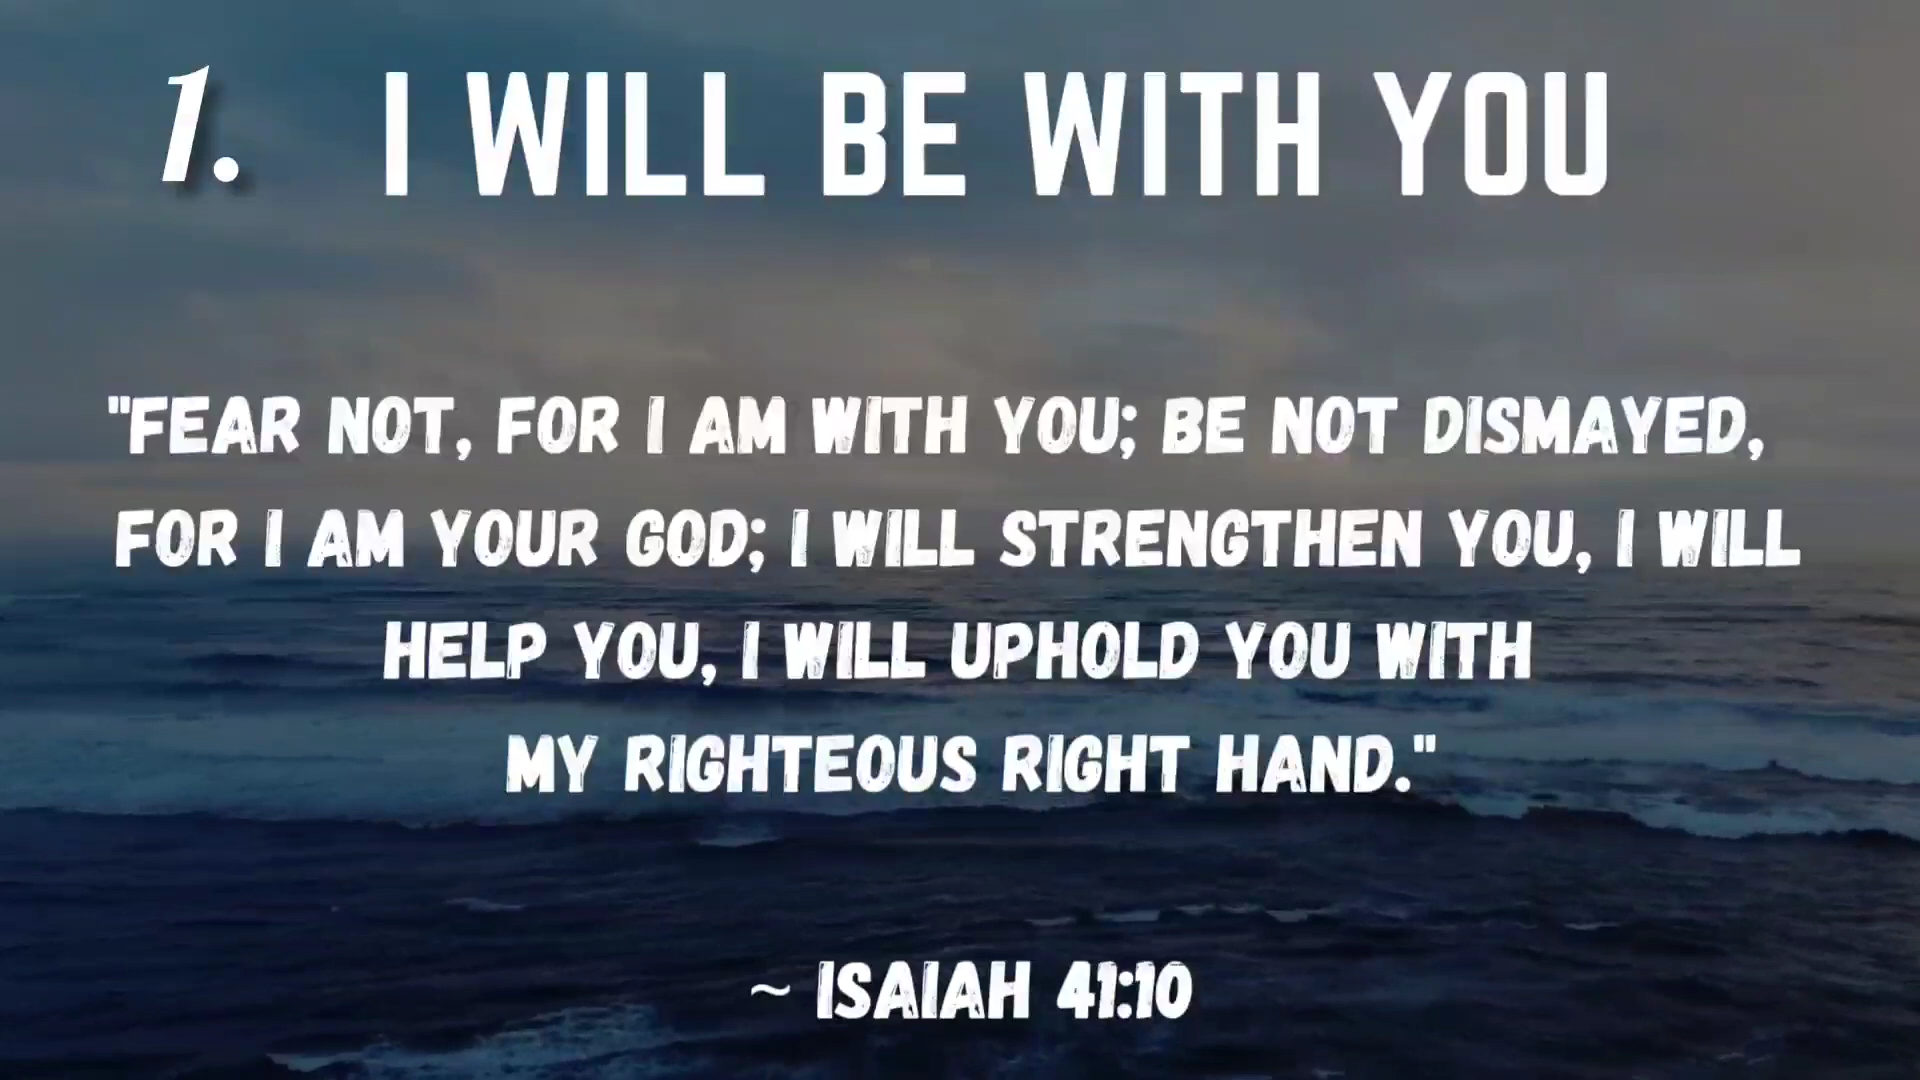 1. I WILL BE WITH YOU
"FEAR NOT, FOR I AM WITH YOU; BE NOT DISMAYED,
FOR I AM YOUR GOD; I WILL STRENGTHEN YOU, I WILL
HELP YOU, I WILL UPHOLD YOU WITH
MY RIGHTEOUS RIGHT HAND."
~ ISAIAH 41:10